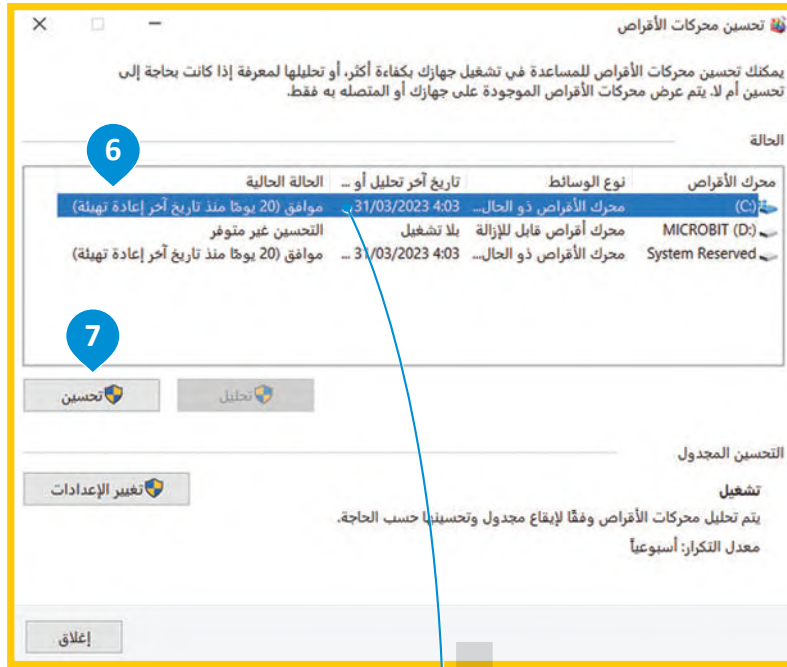 تحسين محركات الأقراص
يمكنك تحسين محركات الأقراص للمساعدة في تشغيل جهازك بكفاءة أكثر، أو تحليلها لمعرفة إذا كانت بحاجة إلى
تحسين أم لا. يتم عرض محركات الأقراص الموجودة على جهازك أو المتصله به فقط.
الحالة
6
محرك الأقراص نوع الوسائط تاريخ آخر تحليل أو ... الحالة الحالية
(C:) محرك الأقراص ذو الحال... 31/03/2023 4:03 ... موافق (20 يومًا منذ تاريخ آخر إعادة تهيئة)
MICROBIT (D:) محرك أقراص قابل للإزالة بلا تشغيل التحسين غير متوفر
System Reserved محرك الأقراص ذو الحال... 31/03/2023 4:03 ... موافق (20 يومًا منذ تاريخ آخر إعادة تهيئة)
7
تحليل تحسين
التحسين المجدول
تشغيل تغيير الإعدادات
يتم تحليل محركات الأقراص وفقًا لإيقاع مجدول وتحسينها حسب الحاجة.
معدل التكرار: أسبوعياً
إغلاق